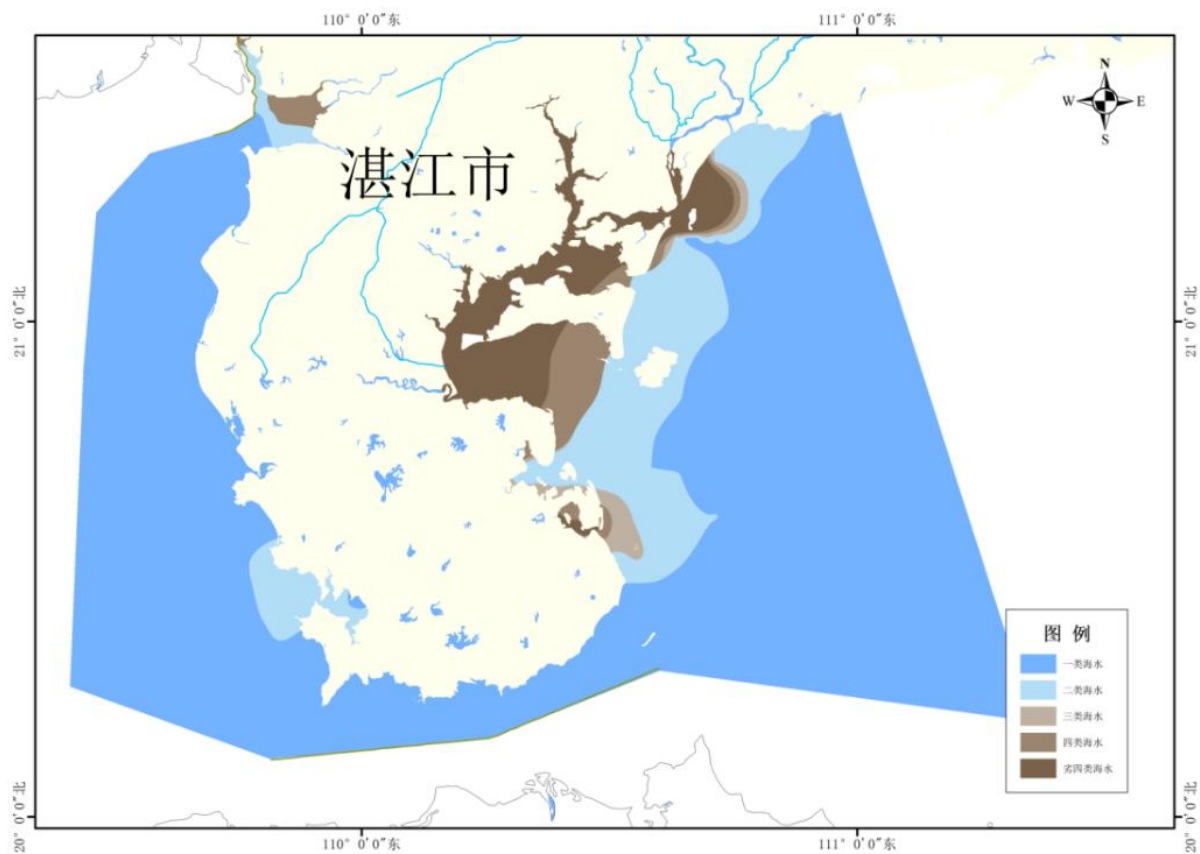 110° 0'0"东
111° 0'0"东
N
W
E
S
湛江市
21° 0'0"北
21° 0'0"北
图 例
一类海水
二类海水
三类海水
四类海水
劣四类海水
20° 0'0"北
20° 0'0"北
110° 0'0"东
111° 0'0"东